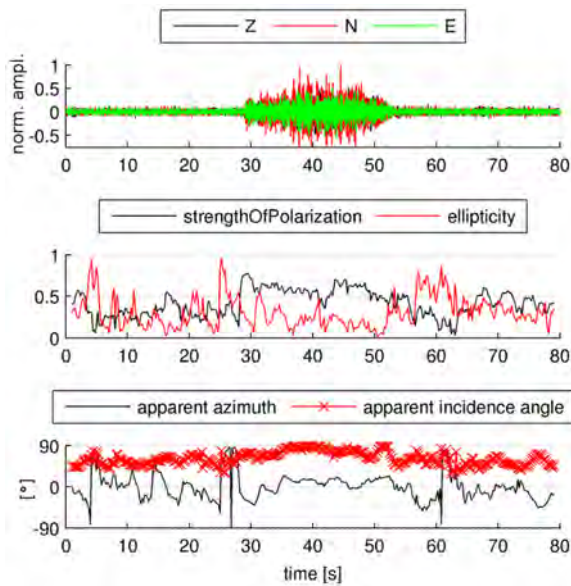 Z N E
norm. ampl.
1
0.5
0
-0.5
0 10 20 30 40 50 60 70 80
strengthOfPolarization ellipticity
1
0.5
0
0 10 20 30 40 50 60 70 80
apparent azimuth apparent incidence angle
[°]
90
0
-90
0 10 20 30 40 50 60 70 80
time [s]